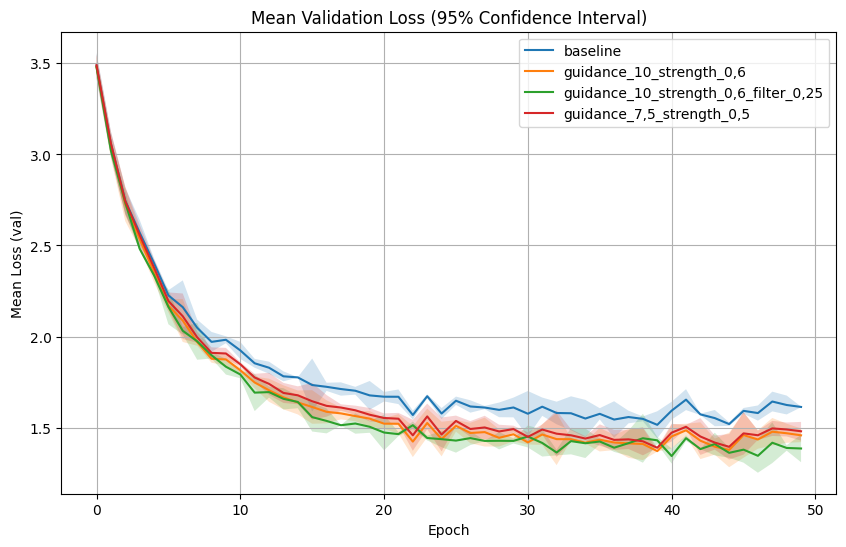 Mean Validation Loss (95% Confidence Interval)
baseline
guidance_10_strength_0,6
guidance_10_strength_0,6_filter_0,25
guidance_7,5_strength_0,5
Mean Loss (val)
3.5
3.0
2.5
2.0
1.5
0 10 20 30 40 50
Epoch